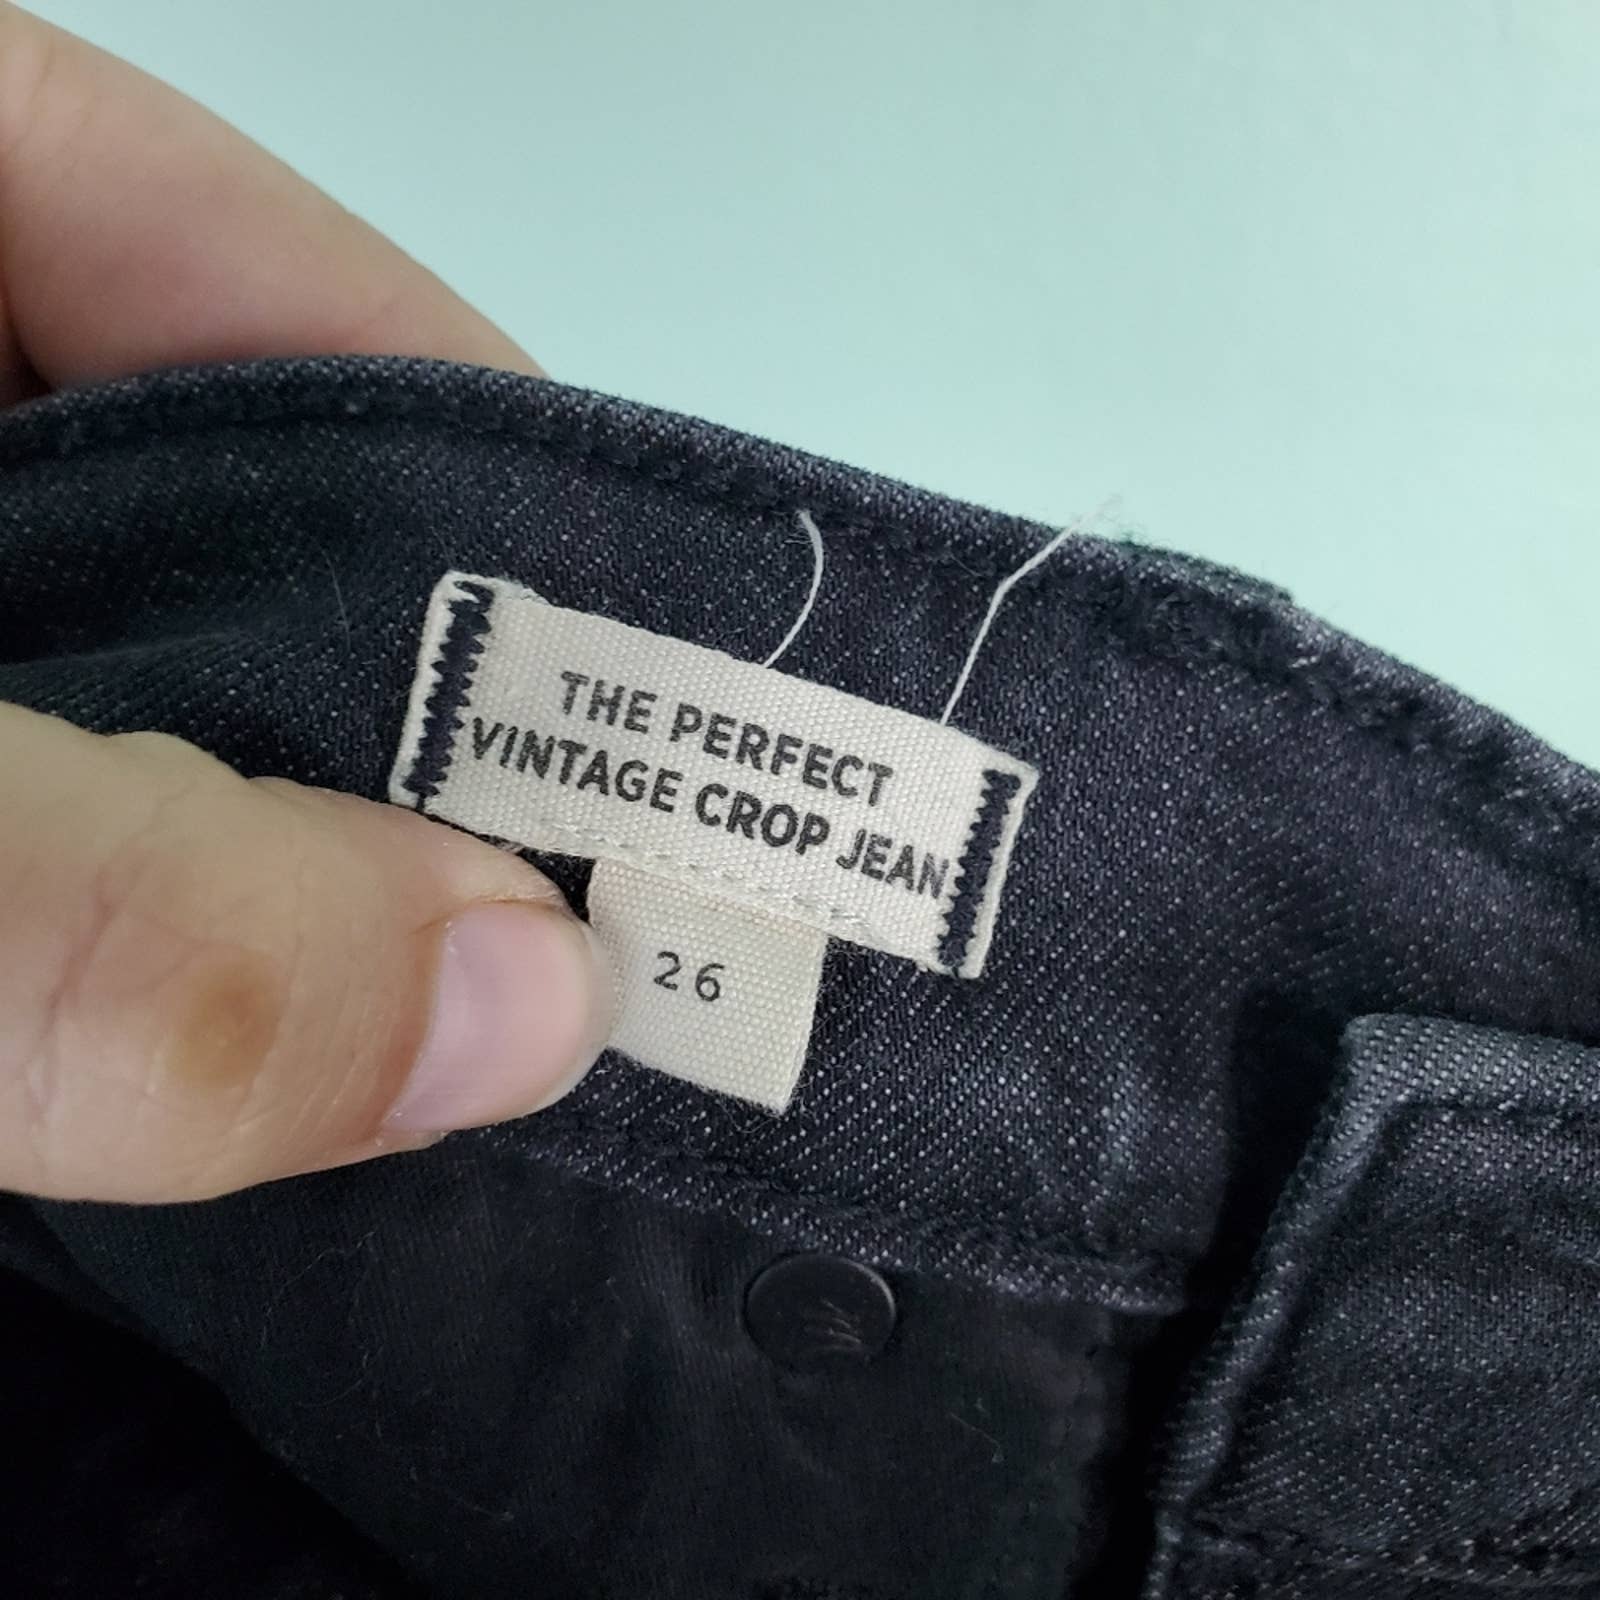 THE PERFECT
VINTAGE CROP JEAN
26